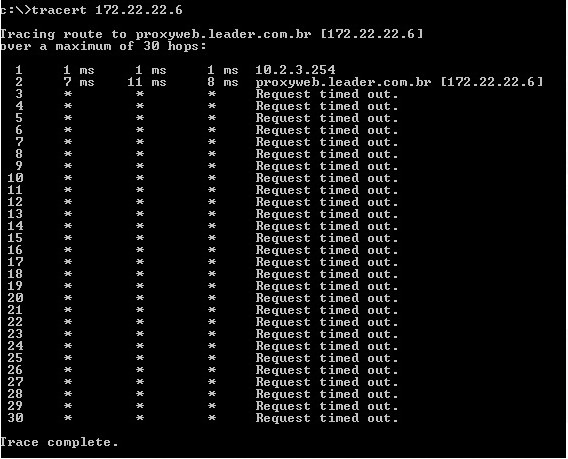 c:\>tracert 172.22.22.6
Tracing route to proxyweb.leader.com.br [172.22.22.6]
over a maximum of 30 hops:
1 1 ms 1 ms 1 ms 10.2.3.254
2 7 ms 11 ms 8 ms proxyweb.leader.com.br [172.22.22.6]
3 * * * Request timed out.
4 * * * Request timed out.
5 * * * Request timed out.
6 * * * Request timed out.
7 * * * Request timed out.
8 * * * Request timed out.
9 * * * Request timed out.
10 * * * Request timed out.
11 * * * Request timed out.
12 * * * Request timed out.
13 * * * Request timed out.
14 * * * Request timed out.
15 * * * Request timed out.
16 * * * Request timed out.
17 * * * Request timed out.
18 * * * Request timed out.
19 * * * Request timed out.
20 * * * Request timed out.
21 * * * Request timed out.
22 * * * Request timed out.
23 * * * Request timed out.
24 * * * Request timed out.
25 * * * Request timed out.
26 * * * Request timed out.
27 * * * Request timed out.
28 * * * Request timed out.
29 * * * Request timed out.
30 * * * Request timed out.
Trace complete.